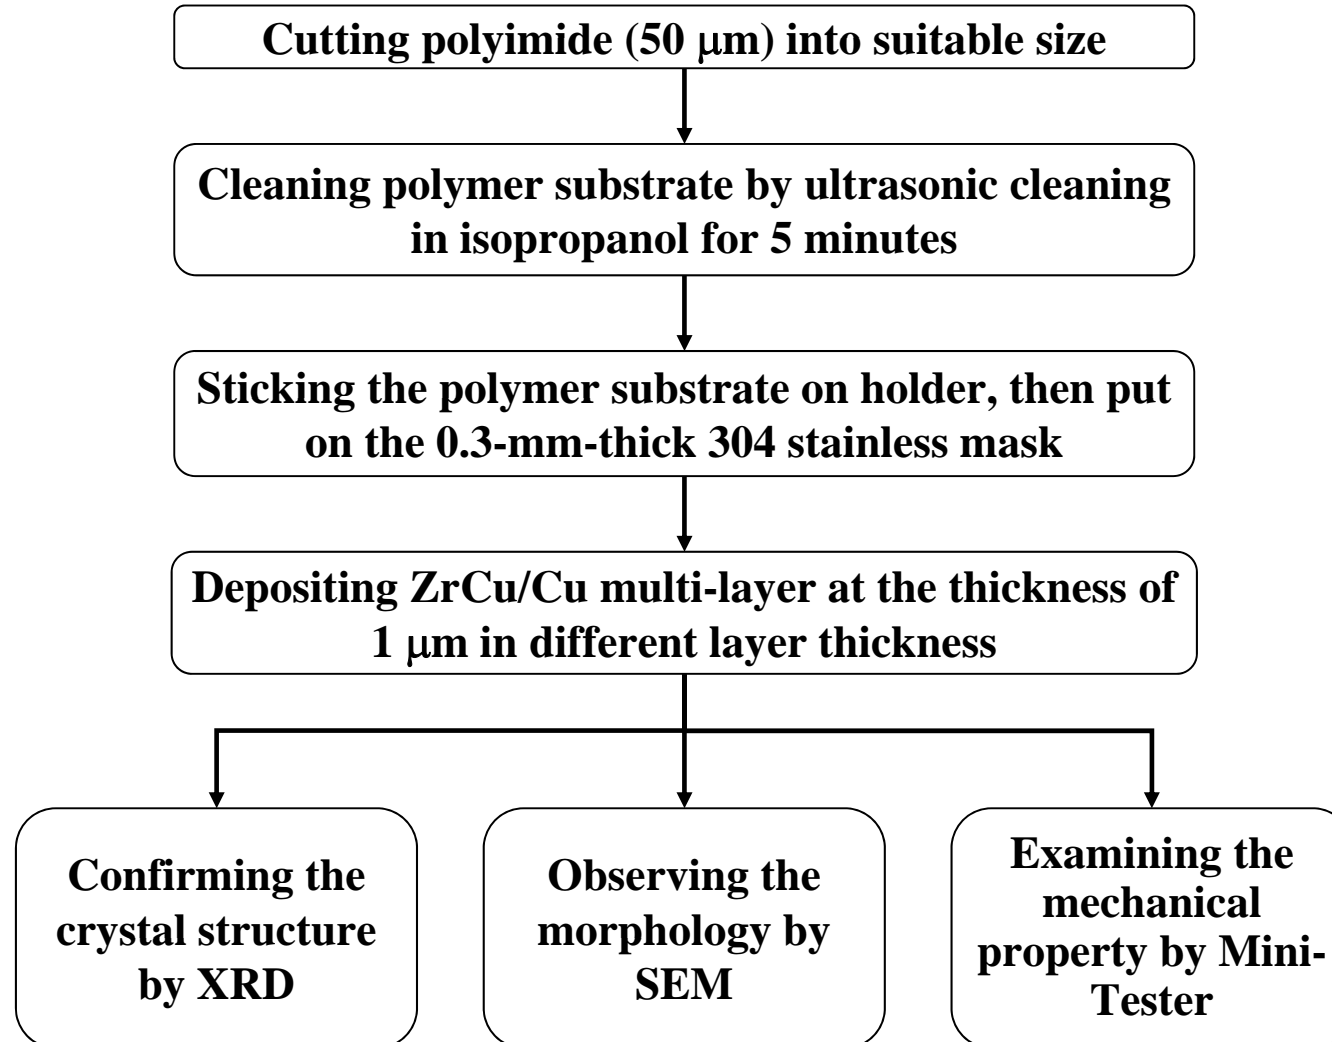 Cutting polyimide (50 μm) into suitable size
Cleaning polymer substrate by ultrasonic cleaning
in isopropanol for 5 minutes
Sticking the polymer substrate on holder, then put
on the 0.3-mm-thick 304 stainless mask
Depositing ZrCu/Cu multi-layer at the thickness of
1 μm in different layer thickness
Confirming the
crystal structure
by XRD
Observing the
morphology by
SEM
Examining the
mechanical
property by Mini-
Tester